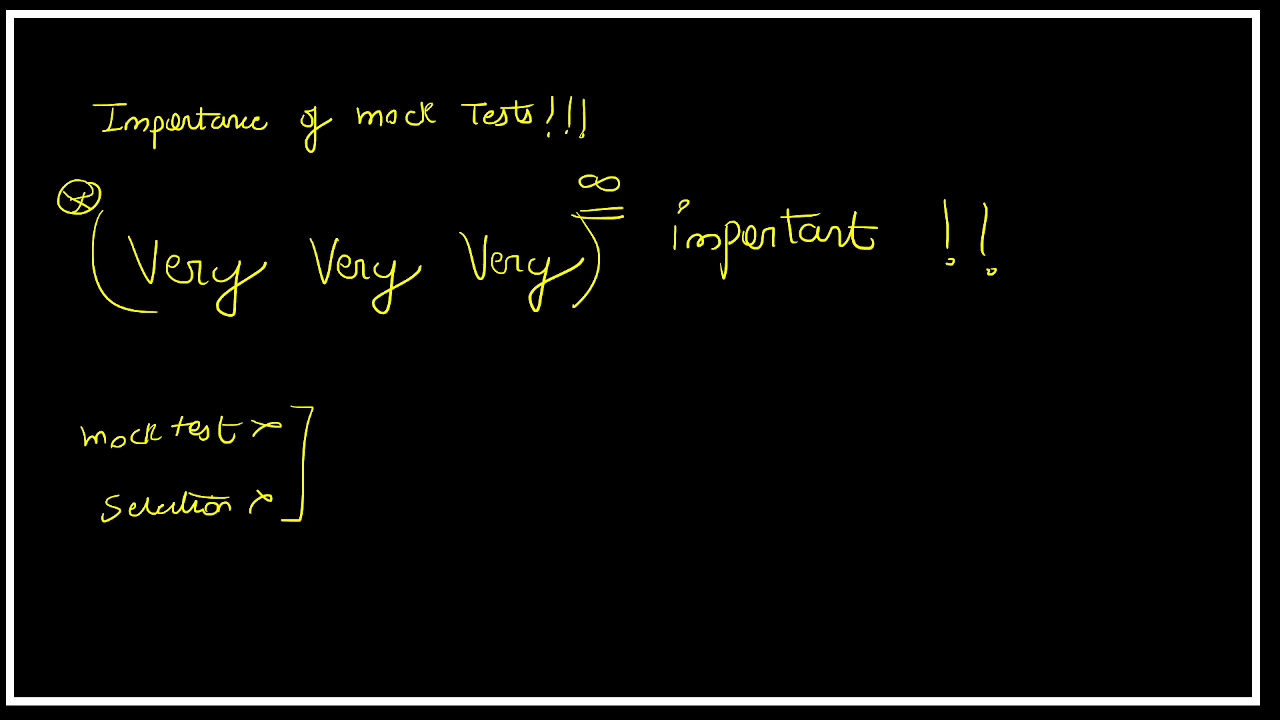 Importance of mock Tests!!!
(Very Very Very)^∞ important !!
mock test ×
Selection ×